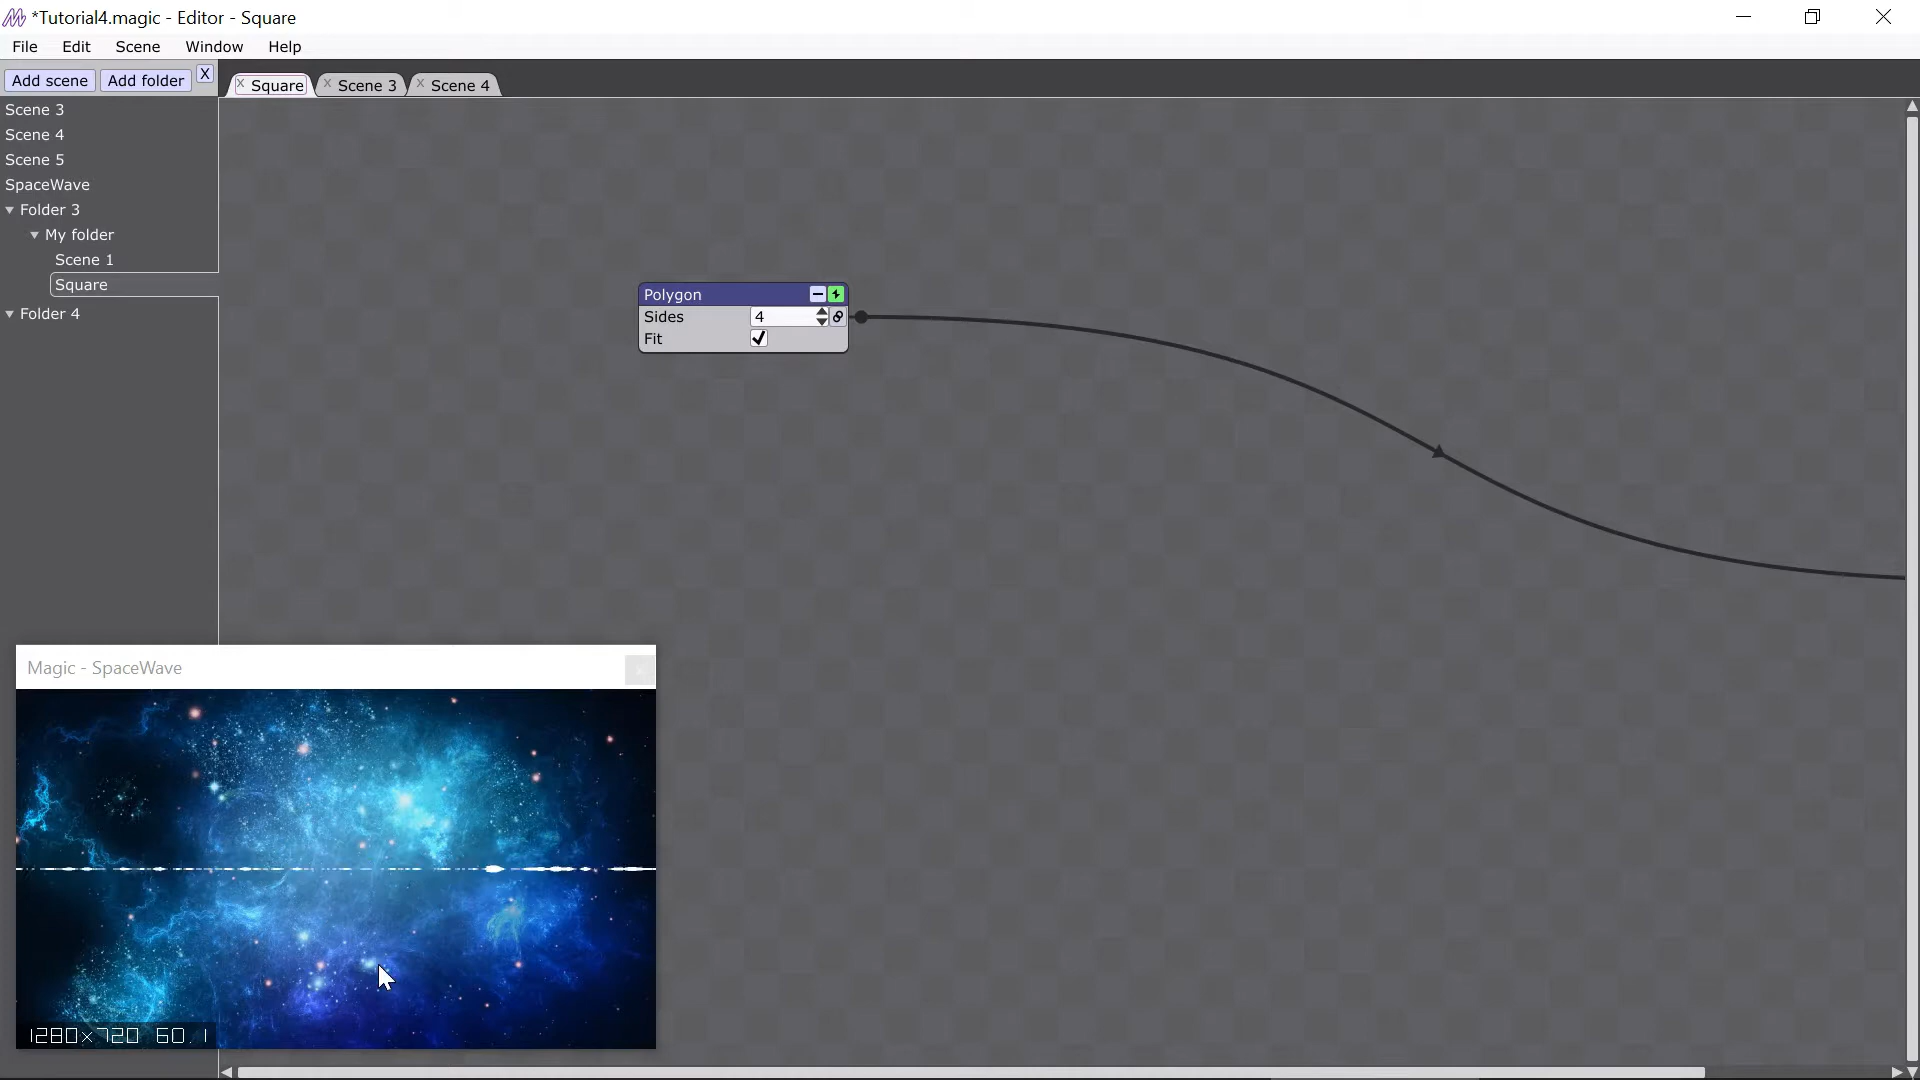 *Tutorial4.magic - Editor - Square
File Edit Scene Window Help
Add scene Add folder X
x Square x Scene 3 x Scene 4
Scene 3
Scene 4
Scene 5
SpaceWave
Folder 3
My folder
Scene 1
Square
Folder 4
Polygon
Sides 4
Fit
Magic - SpaceWave
1280x720 60.1